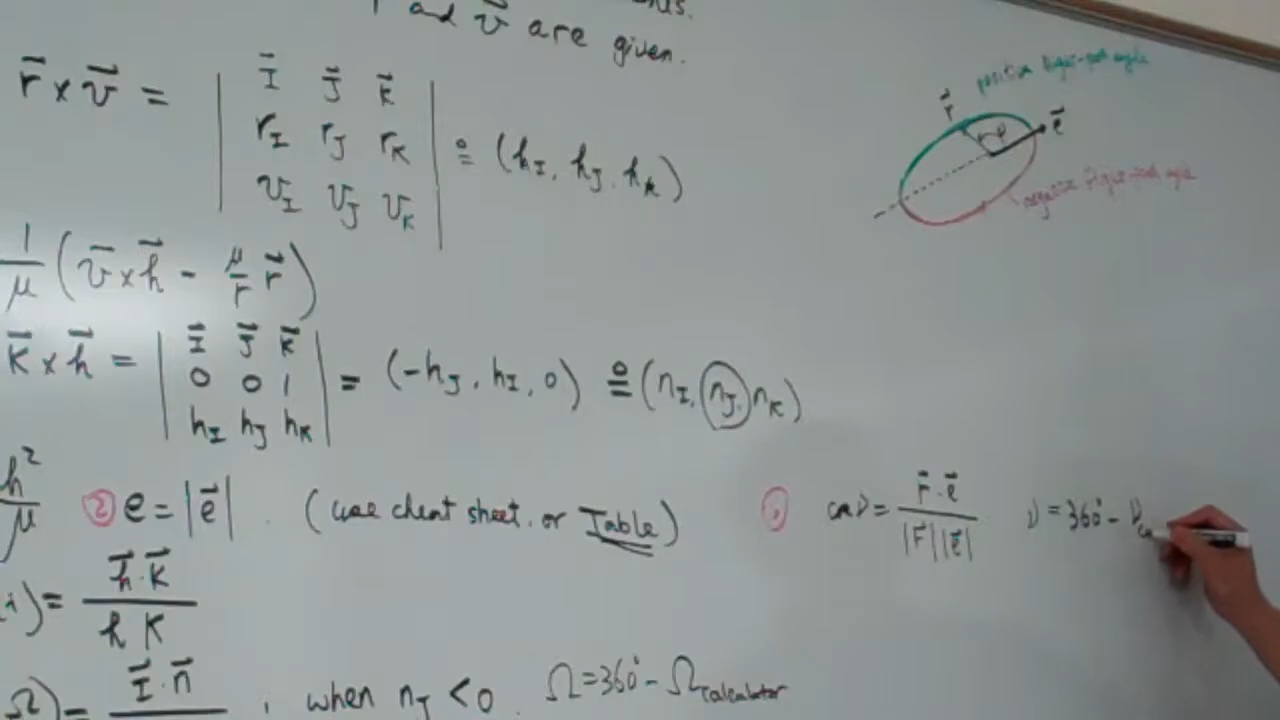 and v⃗ are given.
r⃗ × v⃗ = | I⃗ J⃗ K⃗ | ≗ (h_I, h_J, h_K)
r_I r_J r_K
v_I v_J v_K
positive flight-path angle
r⃗
ν
e⃗
negative flight-path angle
1/μ (v⃗ × h⃗ - μ/r r⃗)
K⃗ × h⃗ = | I⃗ J⃗ K⃗ | = (-h_J, h_I, 0) ≗ (n_I, n_J, n_K)
0 0 1
h_I h_J h_K
h²/μ ② e = |e⃗| . (use cheat sheet. or Table)
cos ν = r⃗·e⃗ / |r⃗||e⃗| ν = 360° - ν
i) = h⃗·K⃗ / h K
Ω) = I⃗·n⃗ , when n_J < 0. Ω = 360° - Ω_calculator